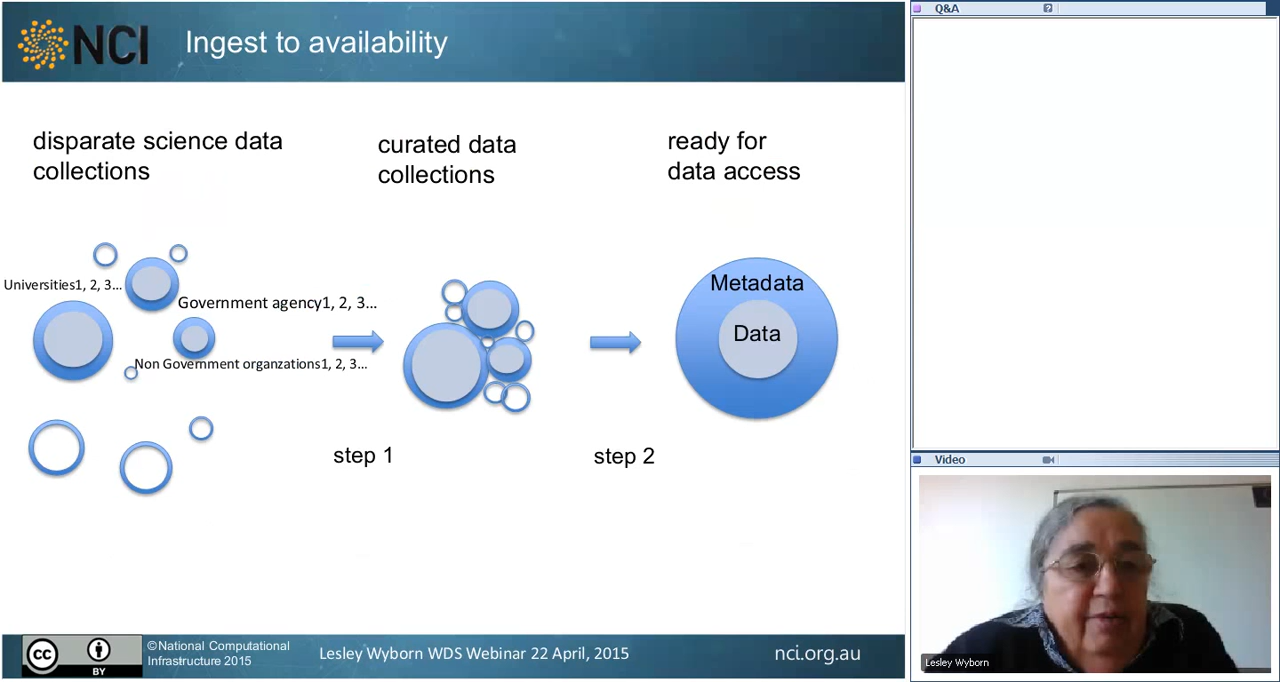 NCI
Ingest to availability
disparate science data
collections
curated data
collections
ready for
data access
Universities1, 2, 3...
Government agency1, 2, 3...
Non Government organzations1, 2, 3...
Metadata
Data
step 1
step 2
cc
BY
©National Computational
Infrastructure 2015
Lesley Wyborn WDS Webinar 22 April, 2015
nci.org.au
Q&A
?
Video
Lesley Wyborn